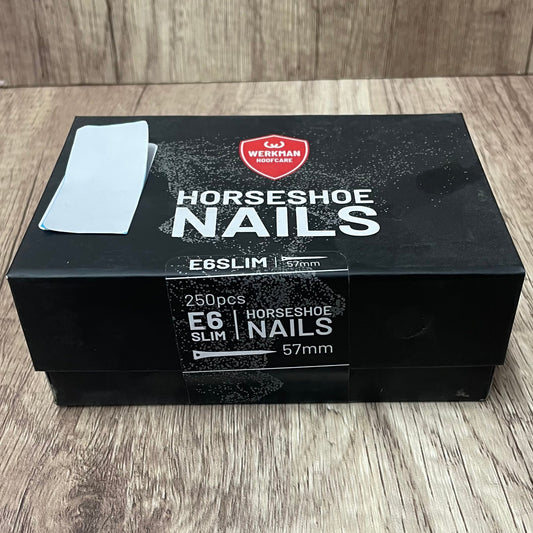 WERKMAN
HOOFCARE
HORSESHOE
NAILS
E6SLIM | 57mm
250pcs
E6 SLIM | HORSESHOE NAILS
57mm